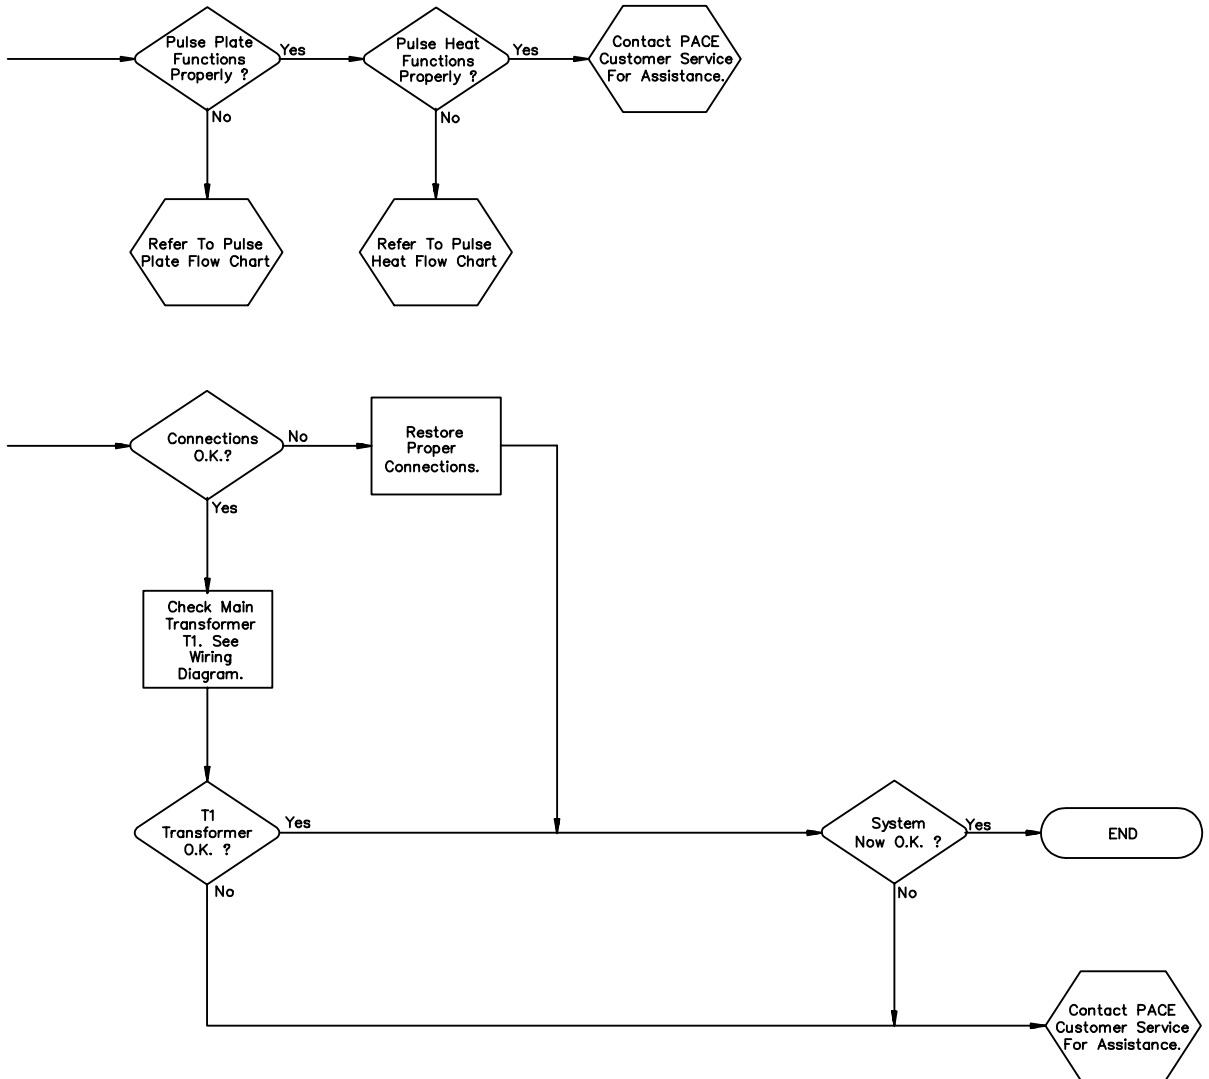 Pulse Plate
Functions
Properly ?
Yes
No
Pulse Heat
Functions
Properly ?
Yes
No
Contact PACE
Customer Service
For Assistance.
Refer To Pulse
Plate Flow Chart
Refer To Pulse
Heat Flow Chart
Connections
O.K.?
No
Yes
Restore
Proper
Connections.
Check Main
Transformer
T1. See
Wiring
Diagram.
T1
Transformer
O.K. ?
Yes
No
System
Now O.K. ?
Yes
No
END
Contact PACE
Customer Service
For Assistance.